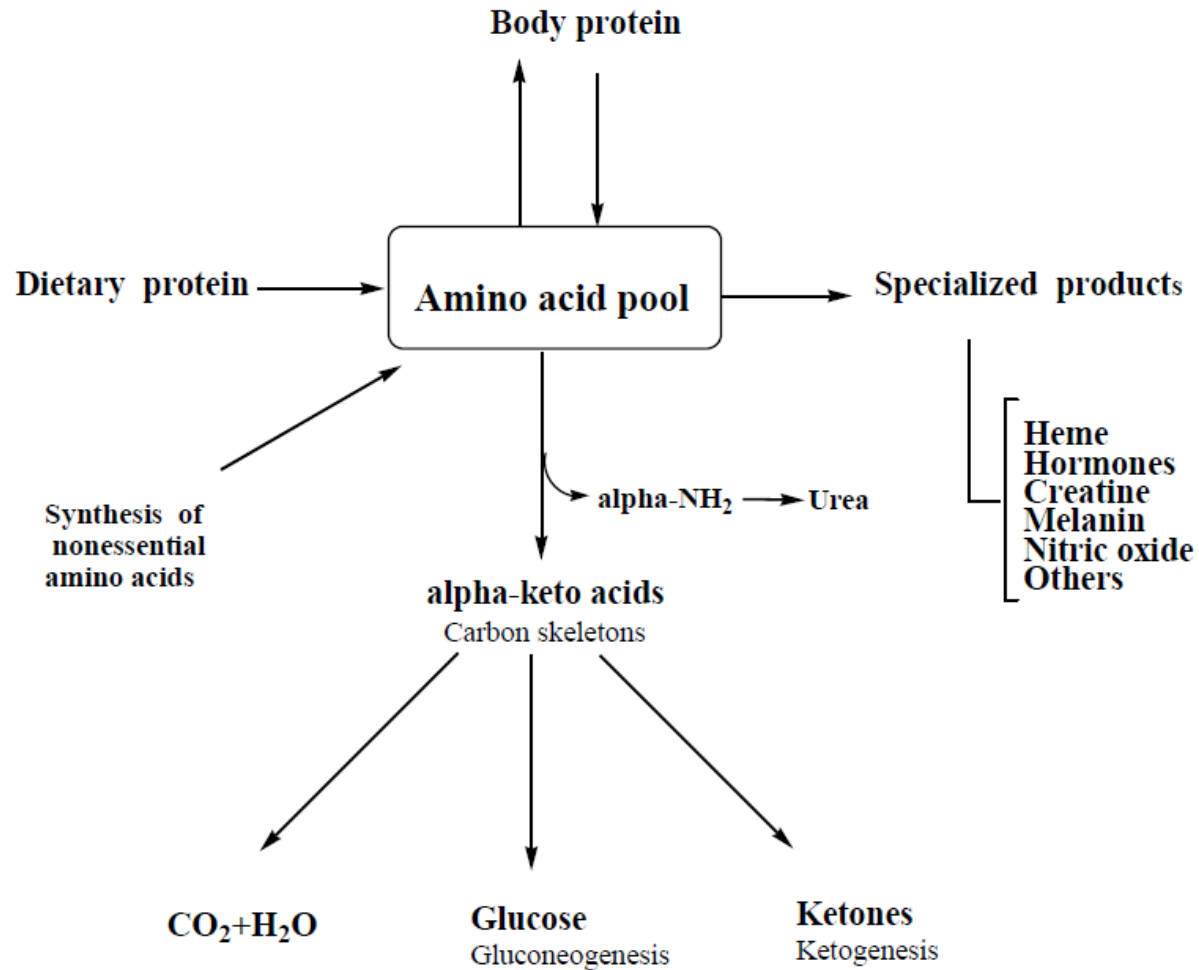 Body protein
Dietary protein
Amino acid pool
Specialized products
Heme
Hormones
Creatine
Melanin
Nitric oxide
Others
Synthesis of
nonessential
amino acids
alpha-NH₂
Urea
alpha-keto acids
Carbon skeletons
CO₂+H₂O
Glucose
Gluconeogenesis
Ketones
Ketogenesis